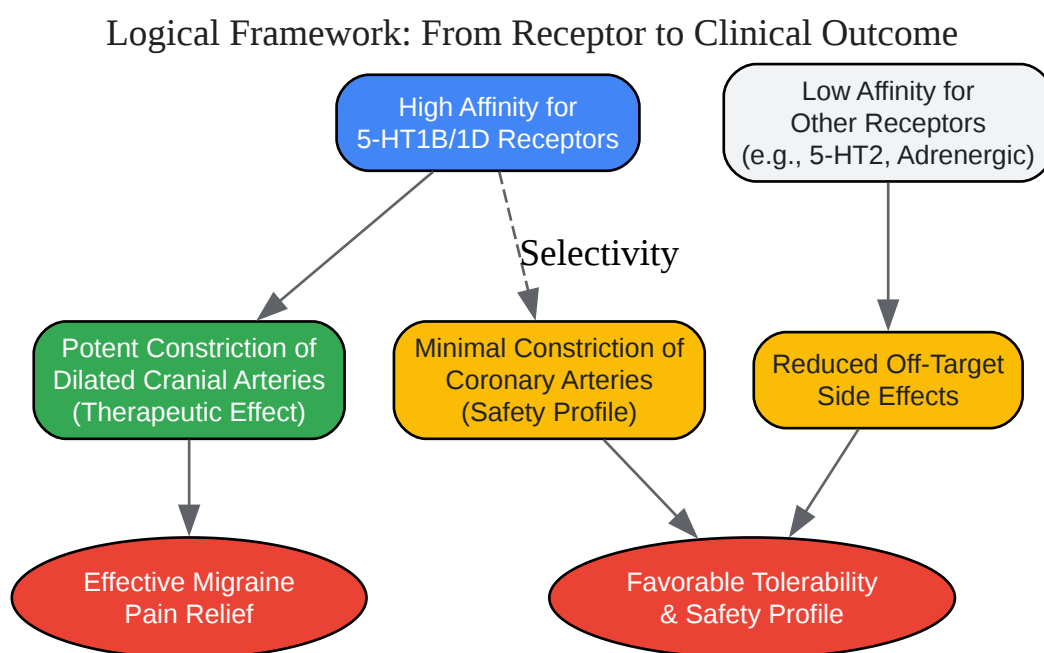 Logical Framework: From Receptor to Clinical Outcome
High Affinity for
5-HT1B/1D Receptors
Low Affinity for
Other Receptors
(e.g., 5-HT2, Adrenergic)
Selectivity
Potent Constriction of
Dilated Cranial Arteries
(Therapeutic Effect)
Minimal Constriction of
Coronary Arteries
(Safety Profile)
Reduced Off-Target
Side Effects
Effective Migraine
Pain Relief
Favorable Tolerability
& Safety Profile